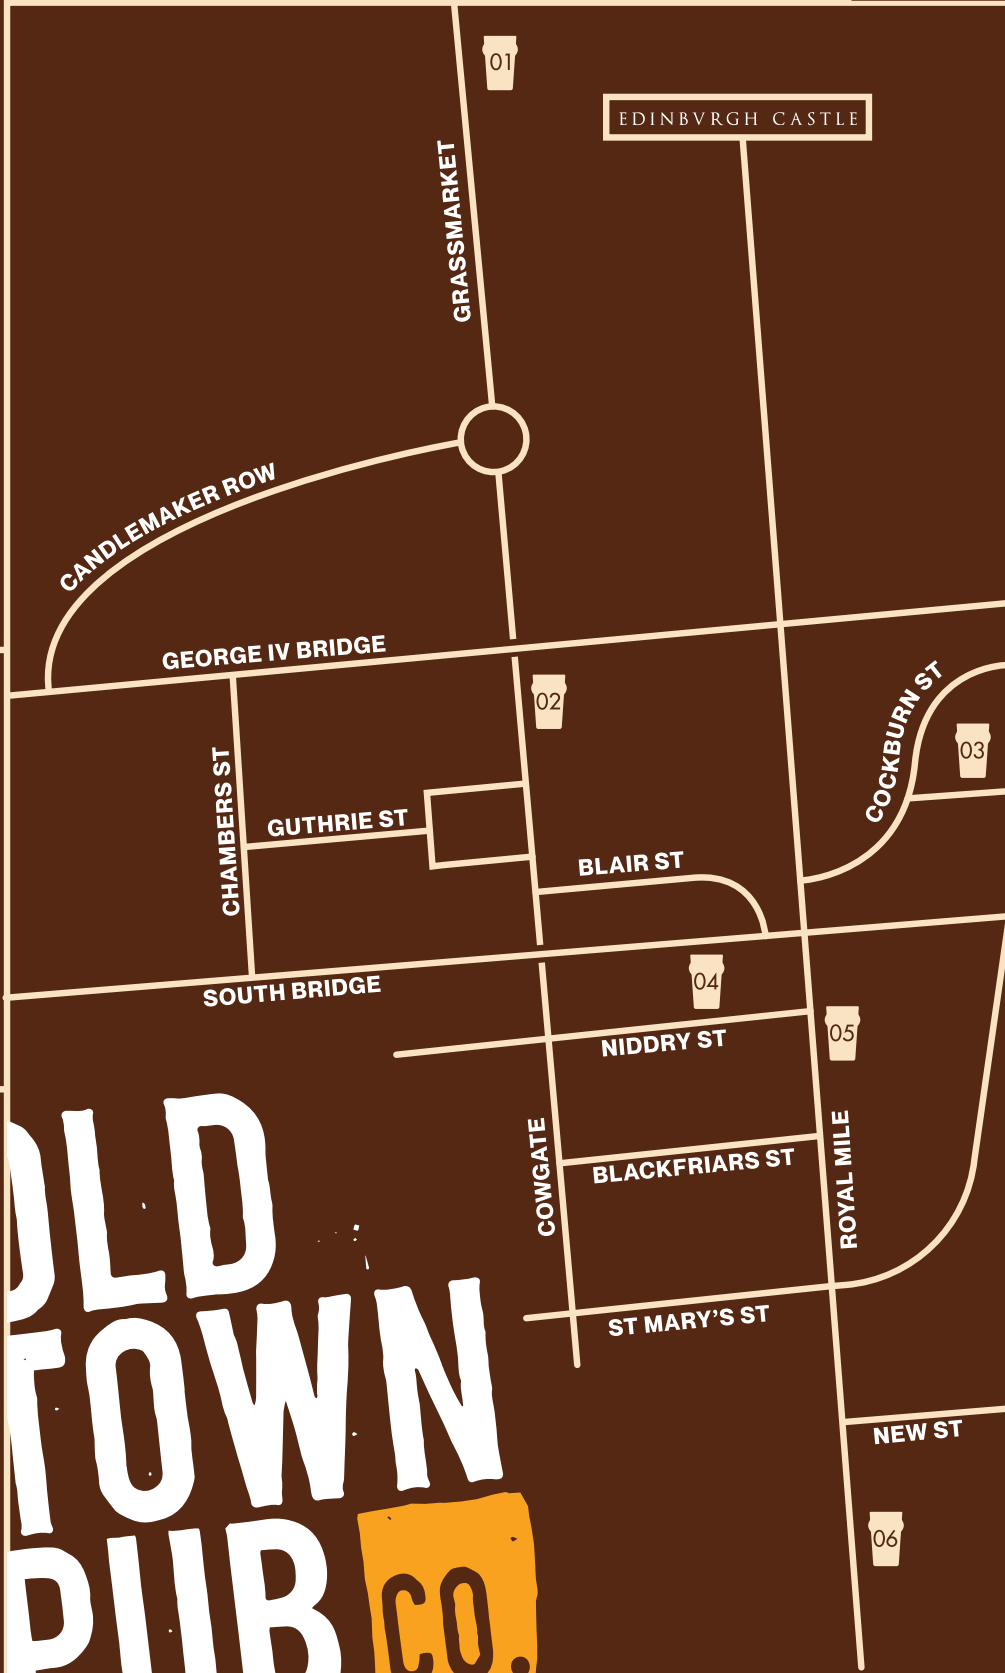 01
EDINBVRGH CASTLE
GRASSMARKET
CANDLEMAKER ROW
GEORGE IV BRIDGE
02
COCKBURN ST
03
CHAMBERS ST
GUTHRIE ST
BLAIR ST
SOUTH BRIDGE
04
05
NIDDRY ST
COWGATE
BLACKFRIARS ST
ROYAL MILE
ST MARY'S ST
NEW ST
06
OLD
TOWN
PUB
CO.